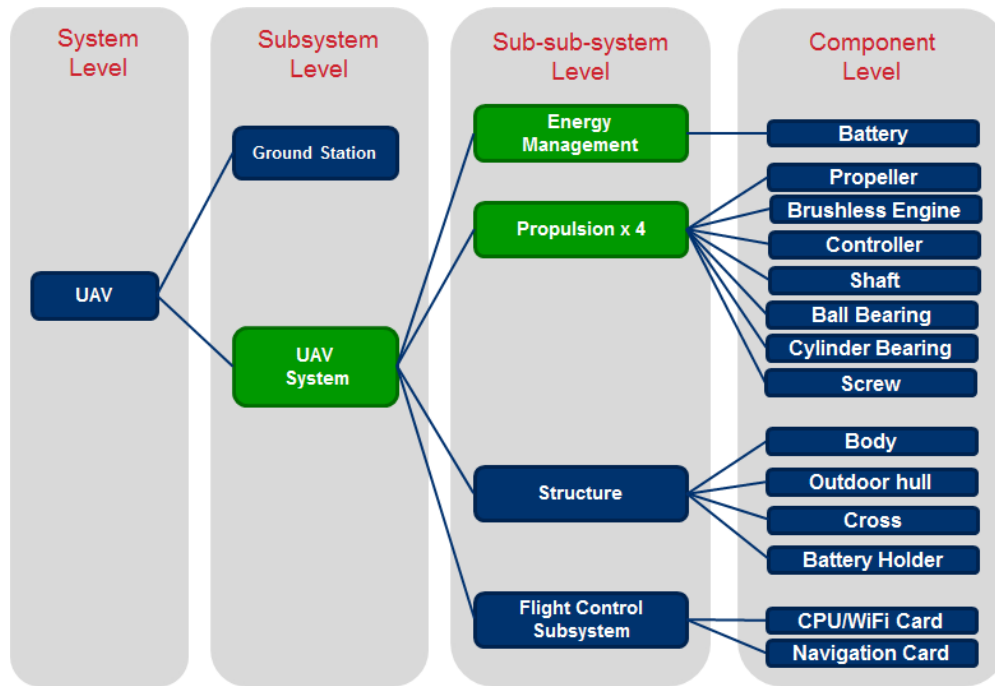 System
Level
Subsystem
Level
Sub-sub-system
Level
Component
Level
UAV
Ground Station
UAV
System
Energy
Management
Propulsion x 4
Structure
Flight Control
Subsystem
Battery
Propeller
Brushless Engine
Controller
Shaft
Ball Bearing
Cylinder Bearing
Screw
Body
Outdoor hull
Cross
Battery Holder
CPU/WiFi Card
Navigation Card